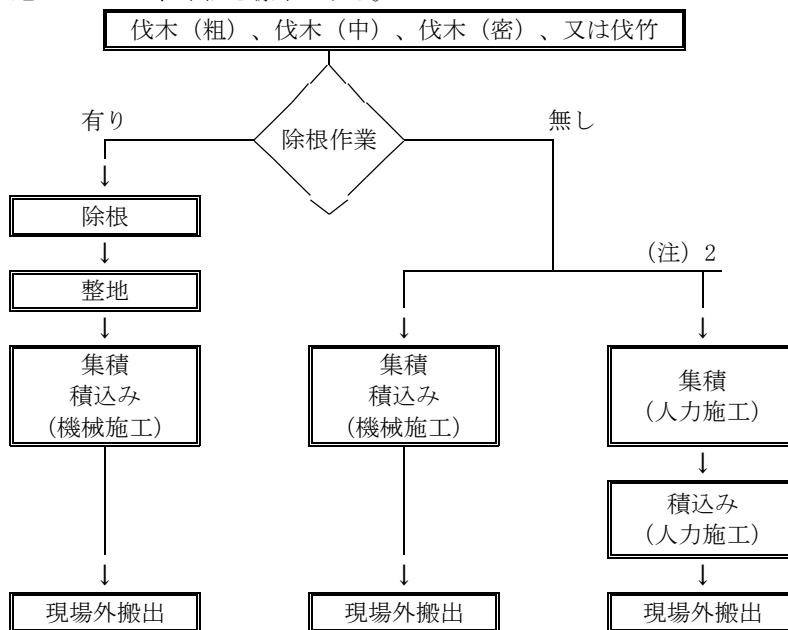 伐木（粗）、伐木（中）、伐木（密）、又は伐竹
有り
除根作業
無し
↓
除根
↓
整地
（注）2
↓
↓
↓
集積
積込み
(機械施工)
集積
積込み
(機械施工)
集積
(人力施工)
↓
積込み
(人力施工)
↓
↓
↓
現場外搬出
現場外搬出
現場外搬出